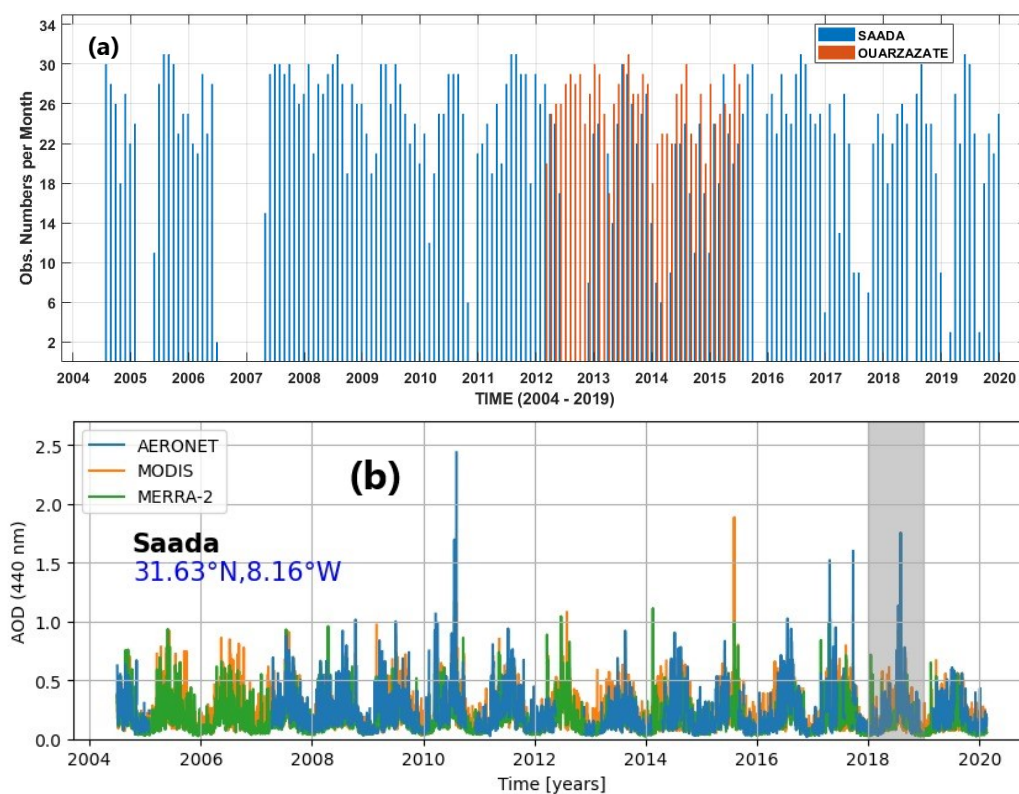 (a)
SAADA
OUARZAZATE
34
30
26
22
18
14
10
6
2
Obs. Numbers per Month
2004 2005 2006 2007 2008 2009 2010 2011 2012 2013 2014 2015 2016 2017 2018 2019 2020
TIME (2004 - 2019)
(b)
AERONET
MODIS
MERRA-2
Saada
31.63°N,8.16°W
2.5
2.0
1.5
1.0
0.5
0.0
AOD (440 nm)
2004 2006 2008 2010 2012 2014 2016 2018 2020
Time [years]